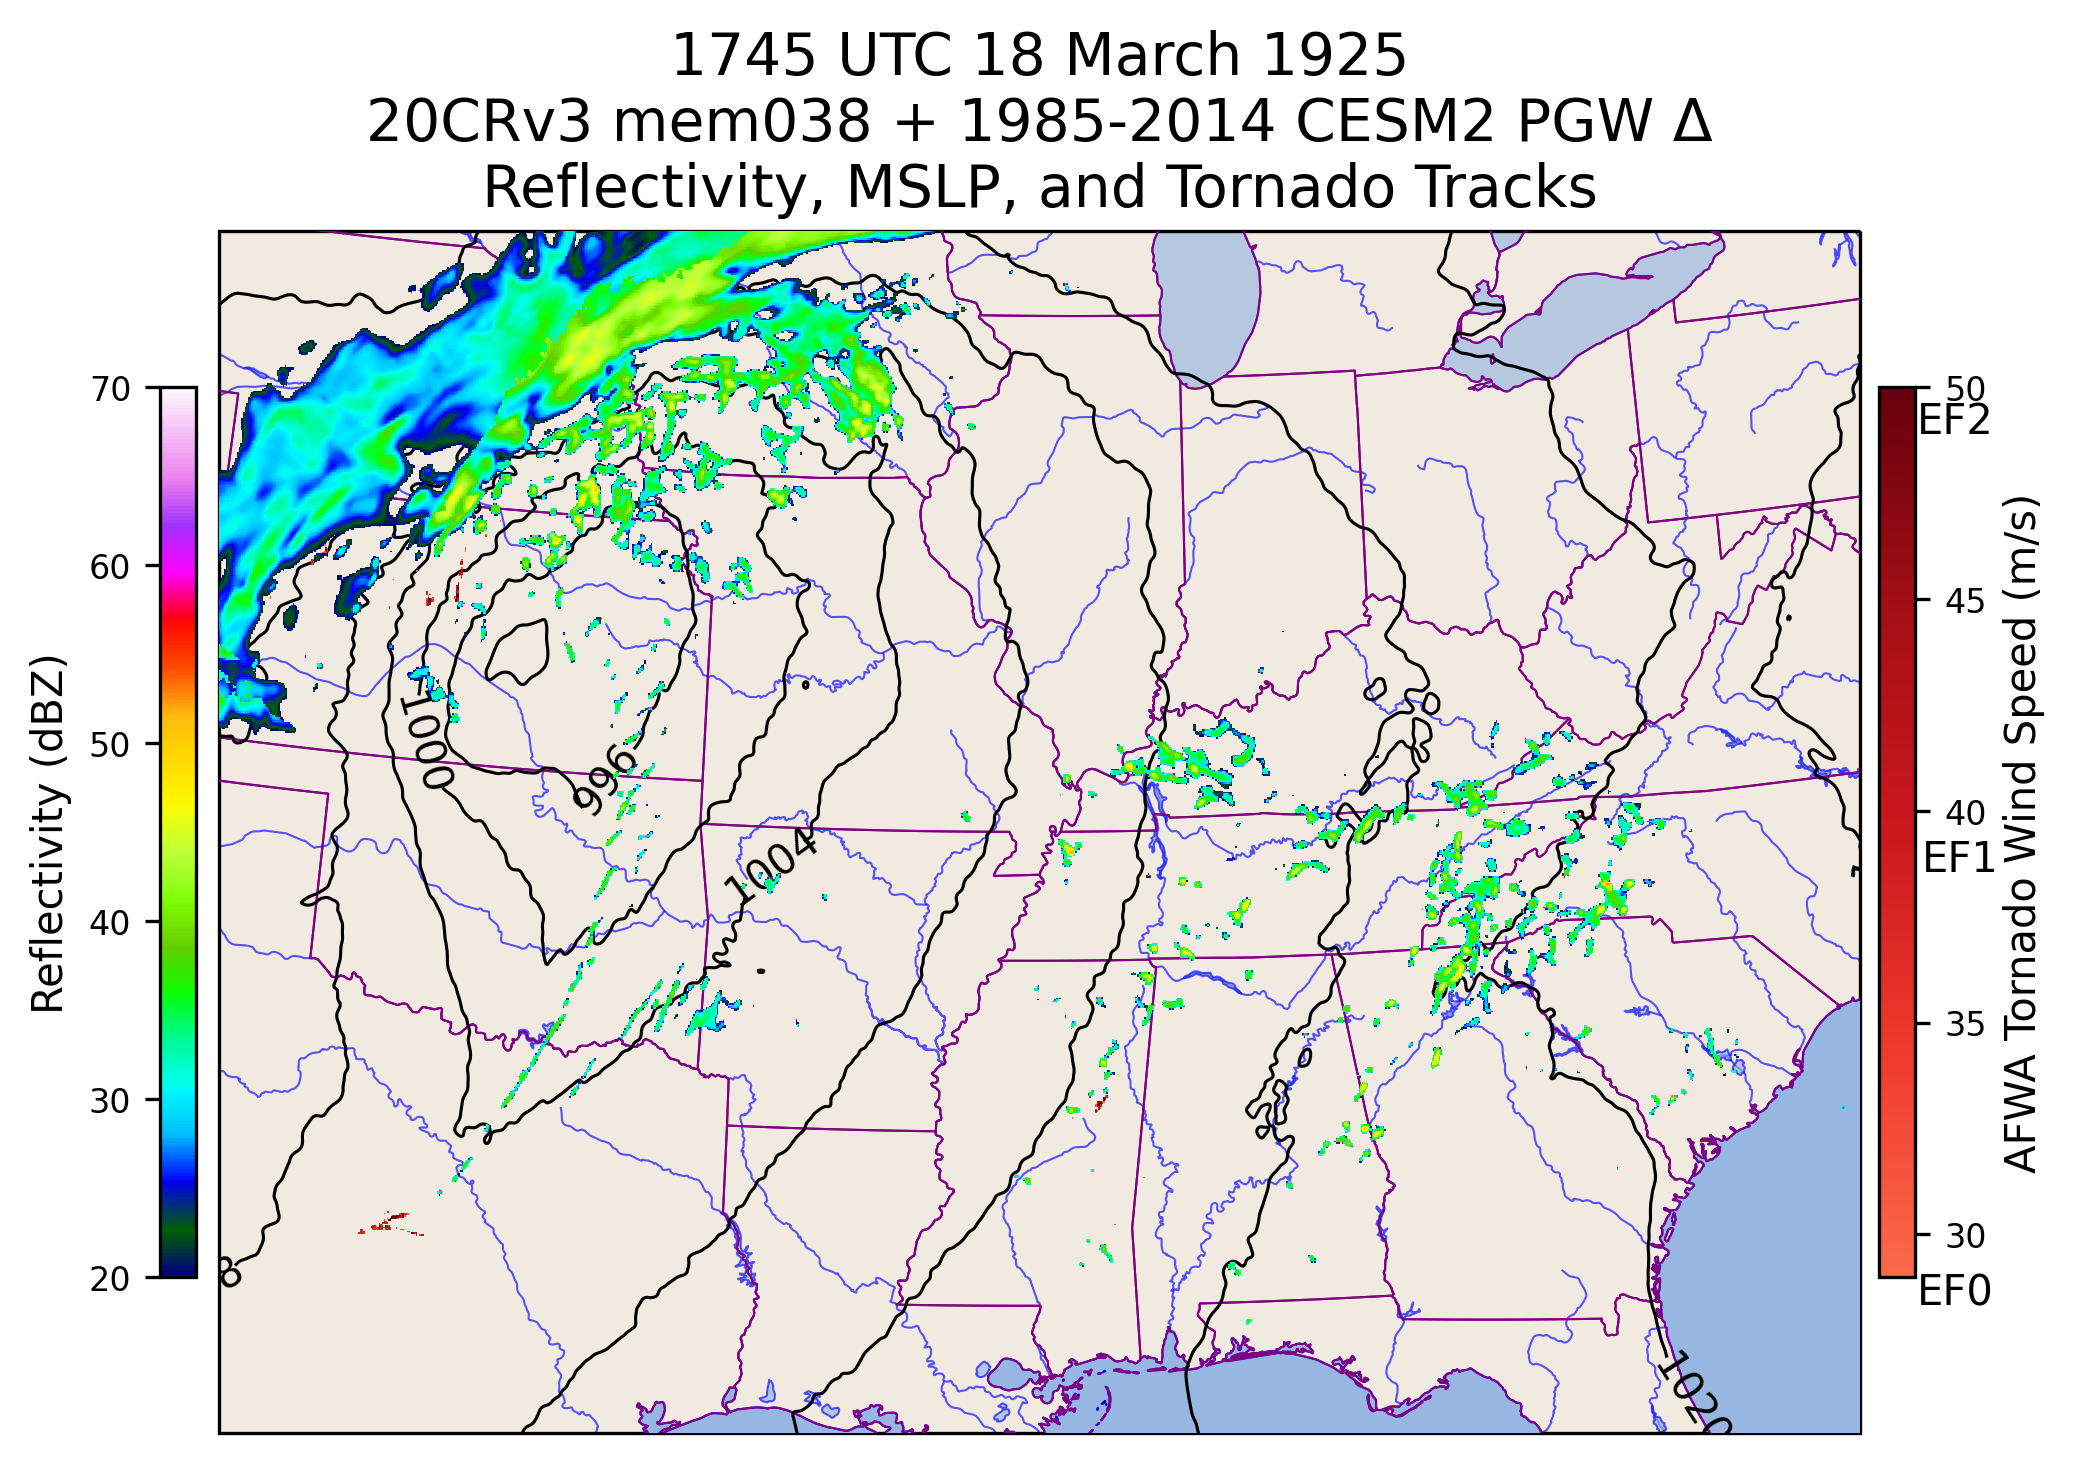 1745 UTC 18 March 1925
20CRv3 mem038 + 1985-2014 CESM2 PGW Δ
Reflectivity, MSLP, and Tornado Tracks
70
60
50
40
30
20
Reflectivity (dBZ)
1000
996
1004
8
1020
50
EF2
45
40
EF1
35
30
EF0
AFWA Tornado Wind Speed (m/s)